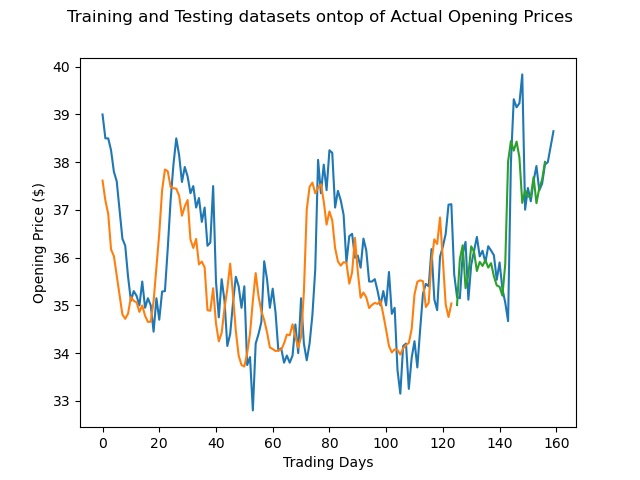 Training and Testing datasets ontop of Actual Opening Prices
40
39
38
37
36
35
34
33
Opening Price ($)
0 20 40 60 80 100 120 140 160
Trading Days